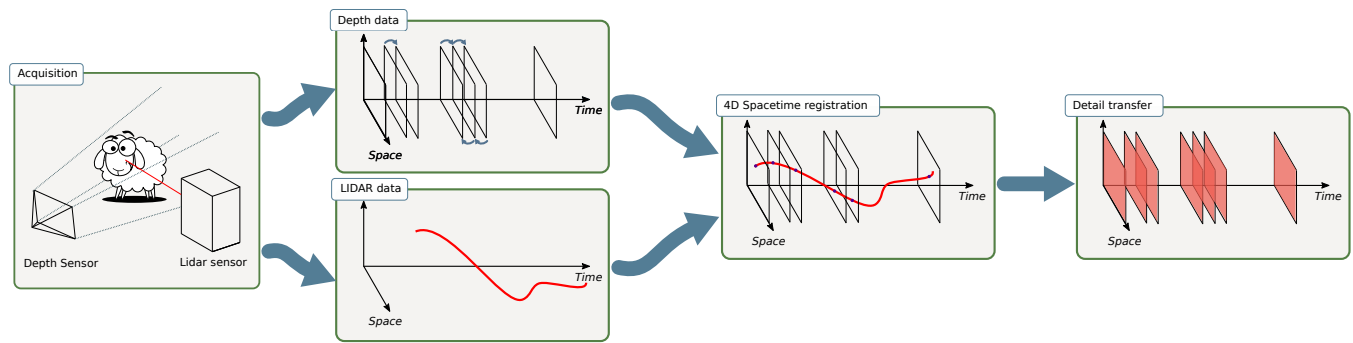 Acquisition
Depth Sensor
Lidar sensor
Depth data
Time
Space
LIDAR data
Time
Space
4D Spacetime registration
Time
Space
Detail transfer
Time
Space